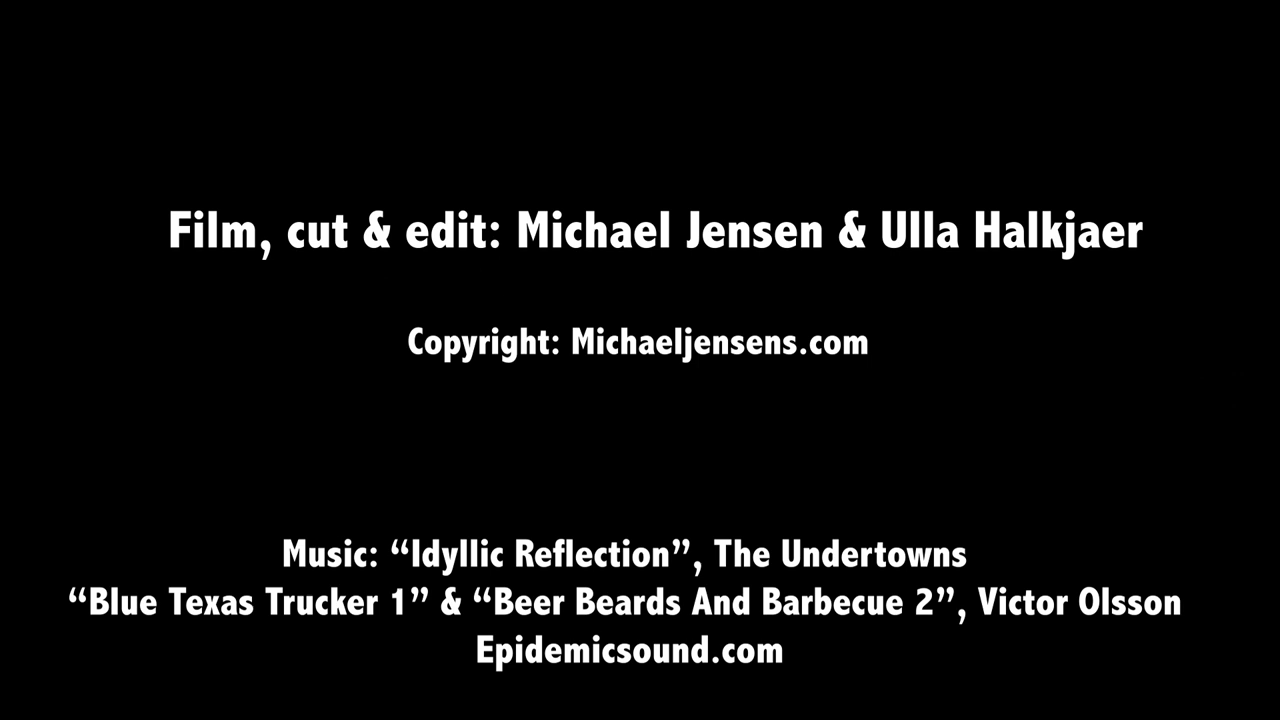 Film, cut & edit: Michael Jensen & Ulla Halkjaer
Copyright: Michaeljensens.com
Music: “Idyllic Reflection”, The Undertowns
“Blue Texas Trucker 1” & “Beer Beards And Barbecue 2”, Victor Olsson
Epidemicsound.com